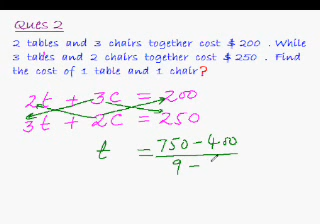 Ques 2
2 tables and 3 chairs together cost $ 200 . While
3 tables and 2 chairs together cost $ 250 . Find
the cost of 1 table and 1 chair?
2t + 3c = 200
3t + 2c = 250
t = 750 - 400
9 -